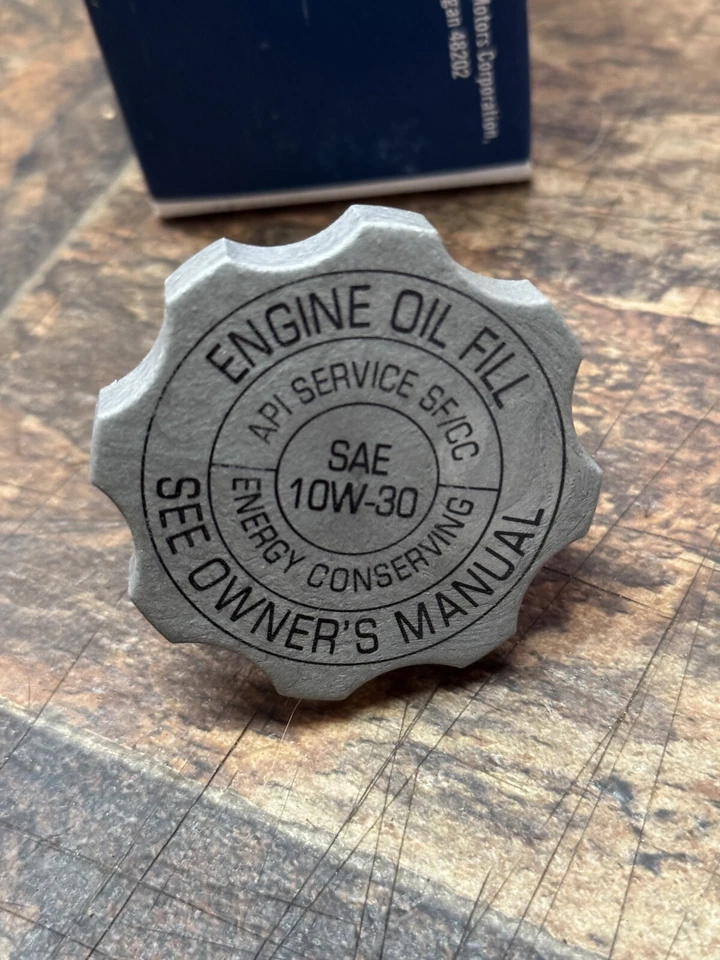 Motors Corporation,
gan 48202
ENGINE OIL FILL
API SERVICE SF/CC
SAE
10W-30
ENERGY CONSERVING
SEE OWNER'S MANUAL